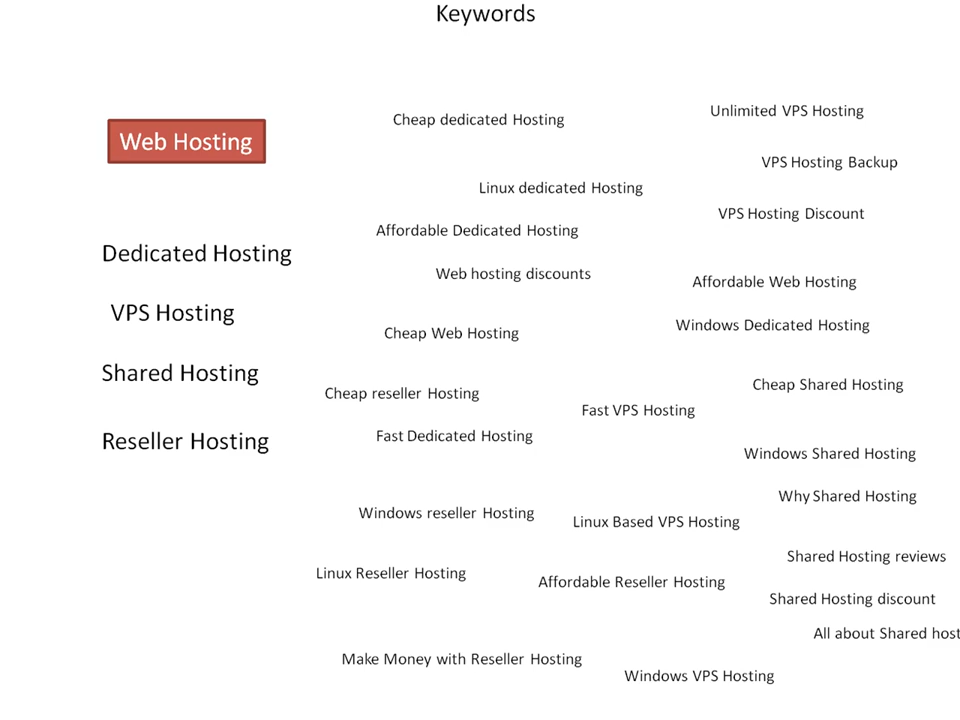 Keywords
Web Hosting
Dedicated Hosting
VPS Hosting
Shared Hosting
Reseller Hosting
Cheap dedicated Hosting
Linux dedicated Hosting
Affordable Dedicated Hosting
Web hosting discounts
Cheap Web Hosting
Cheap reseller Hosting
Fast VPS Hosting
Fast Dedicated Hosting
Windows reseller Hosting
Linux Based VPS Hosting
Linux Reseller Hosting
Affordable Reseller Hosting
Make Money with Reseller Hosting
Windows VPS Hosting
Unlimited VPS Hosting
VPS Hosting Backup
VPS Hosting Discount
Affordable Web Hosting
Windows Dedicated Hosting
Cheap Shared Hosting
Windows Shared Hosting
Why Shared Hosting
Shared Hosting reviews
Shared Hosting discount
All about Shared host